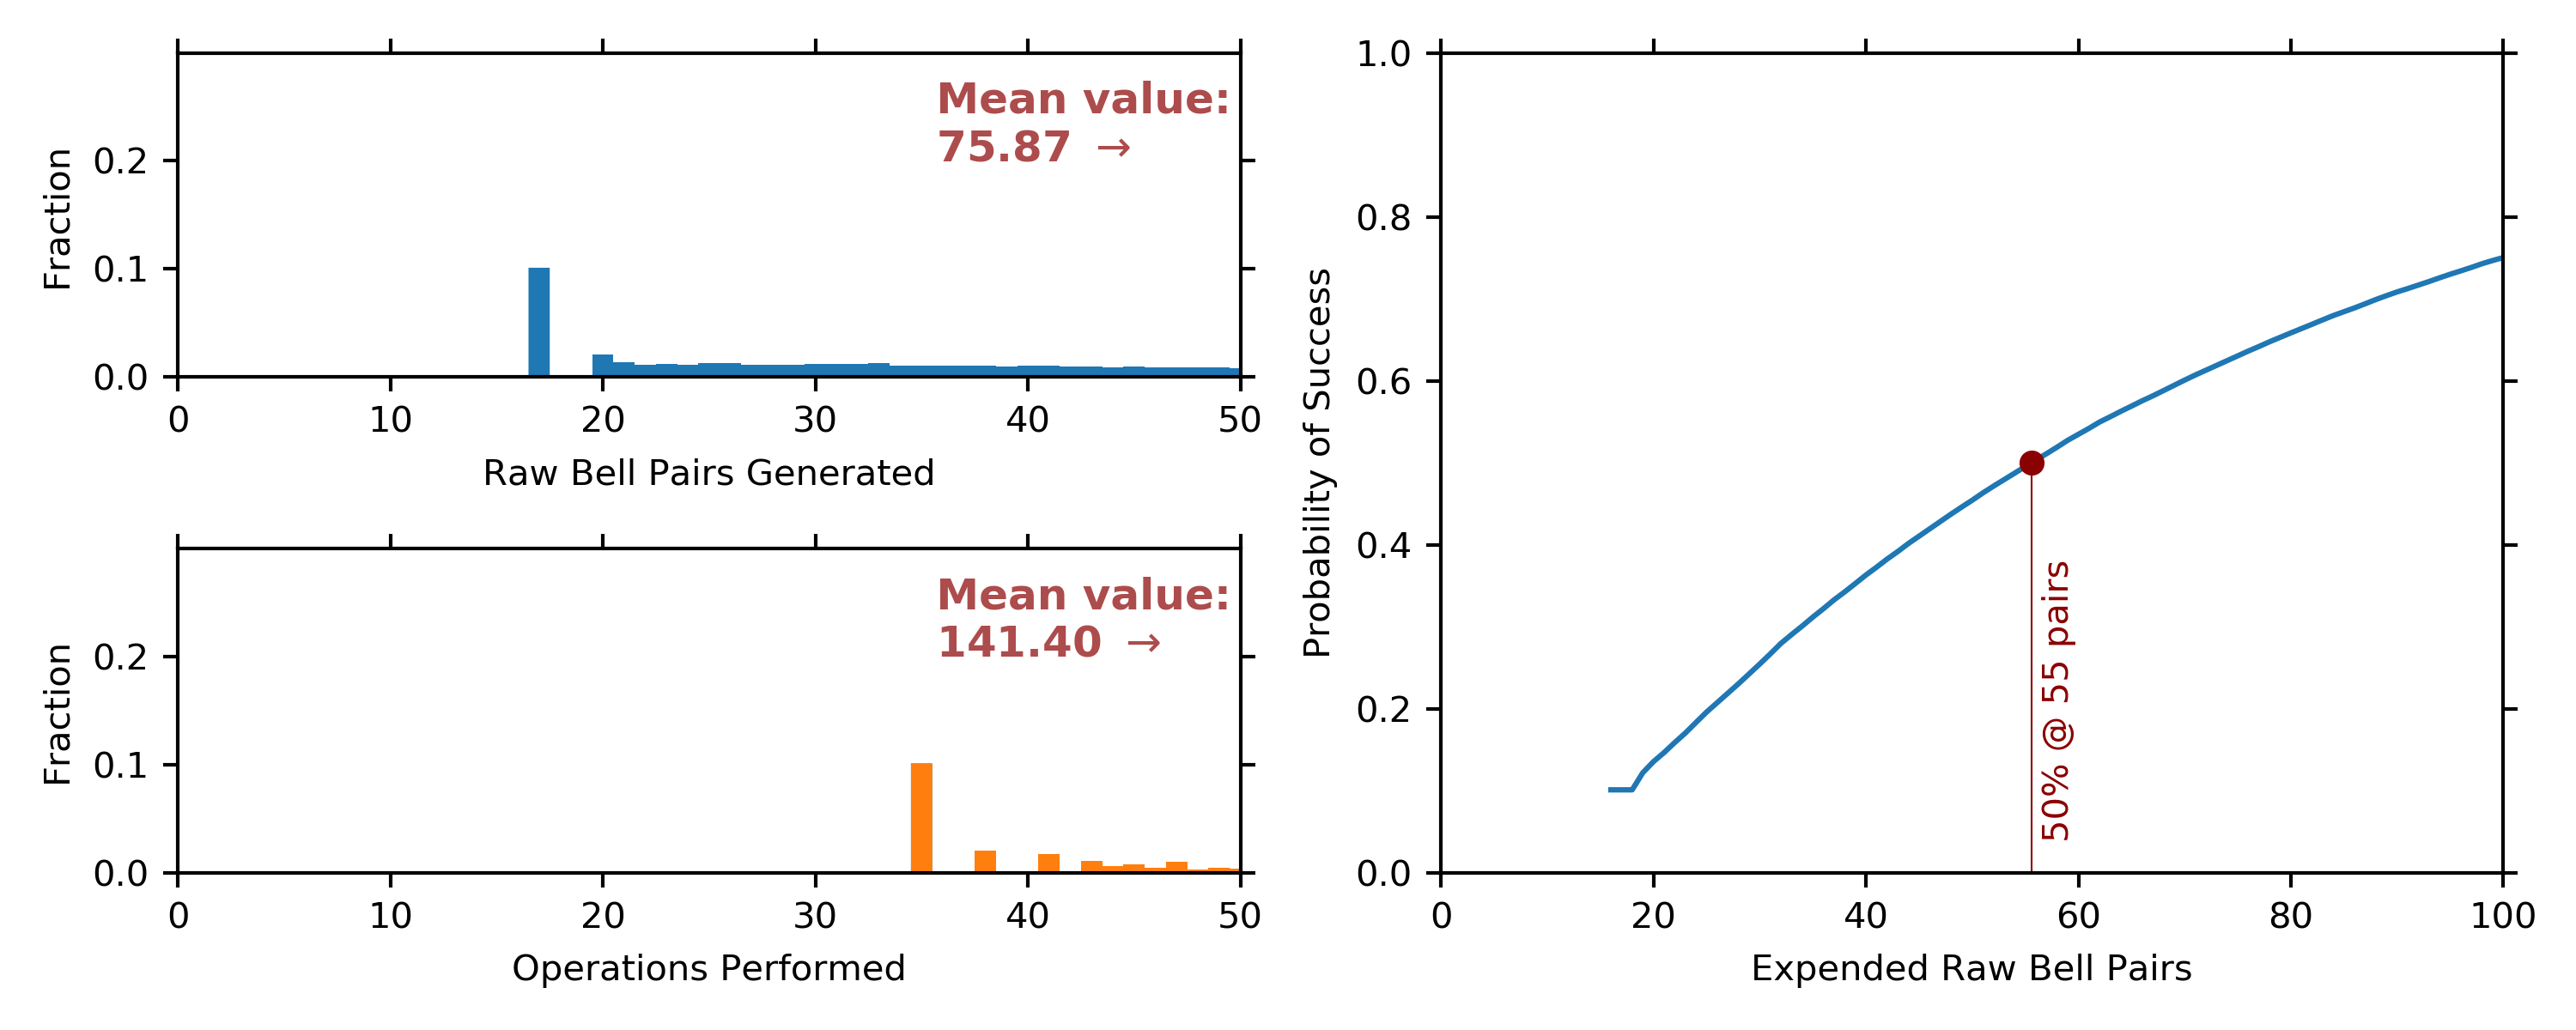 Fraction
0.2
0.1
0.0
Mean value:
75.87 →
0 10 20 30 40 50
Raw Bell Pairs Generated
Fraction
0.2
0.1
0.0
Mean value:
141.40 →
0 10 20 30 40 50
Operations Performed
Probability of Success
1.0
0.8
0.6
0.4
0.2
0.0
50% @ 55 pairs
0 20 40 60 80 100
Expended Raw Bell Pairs